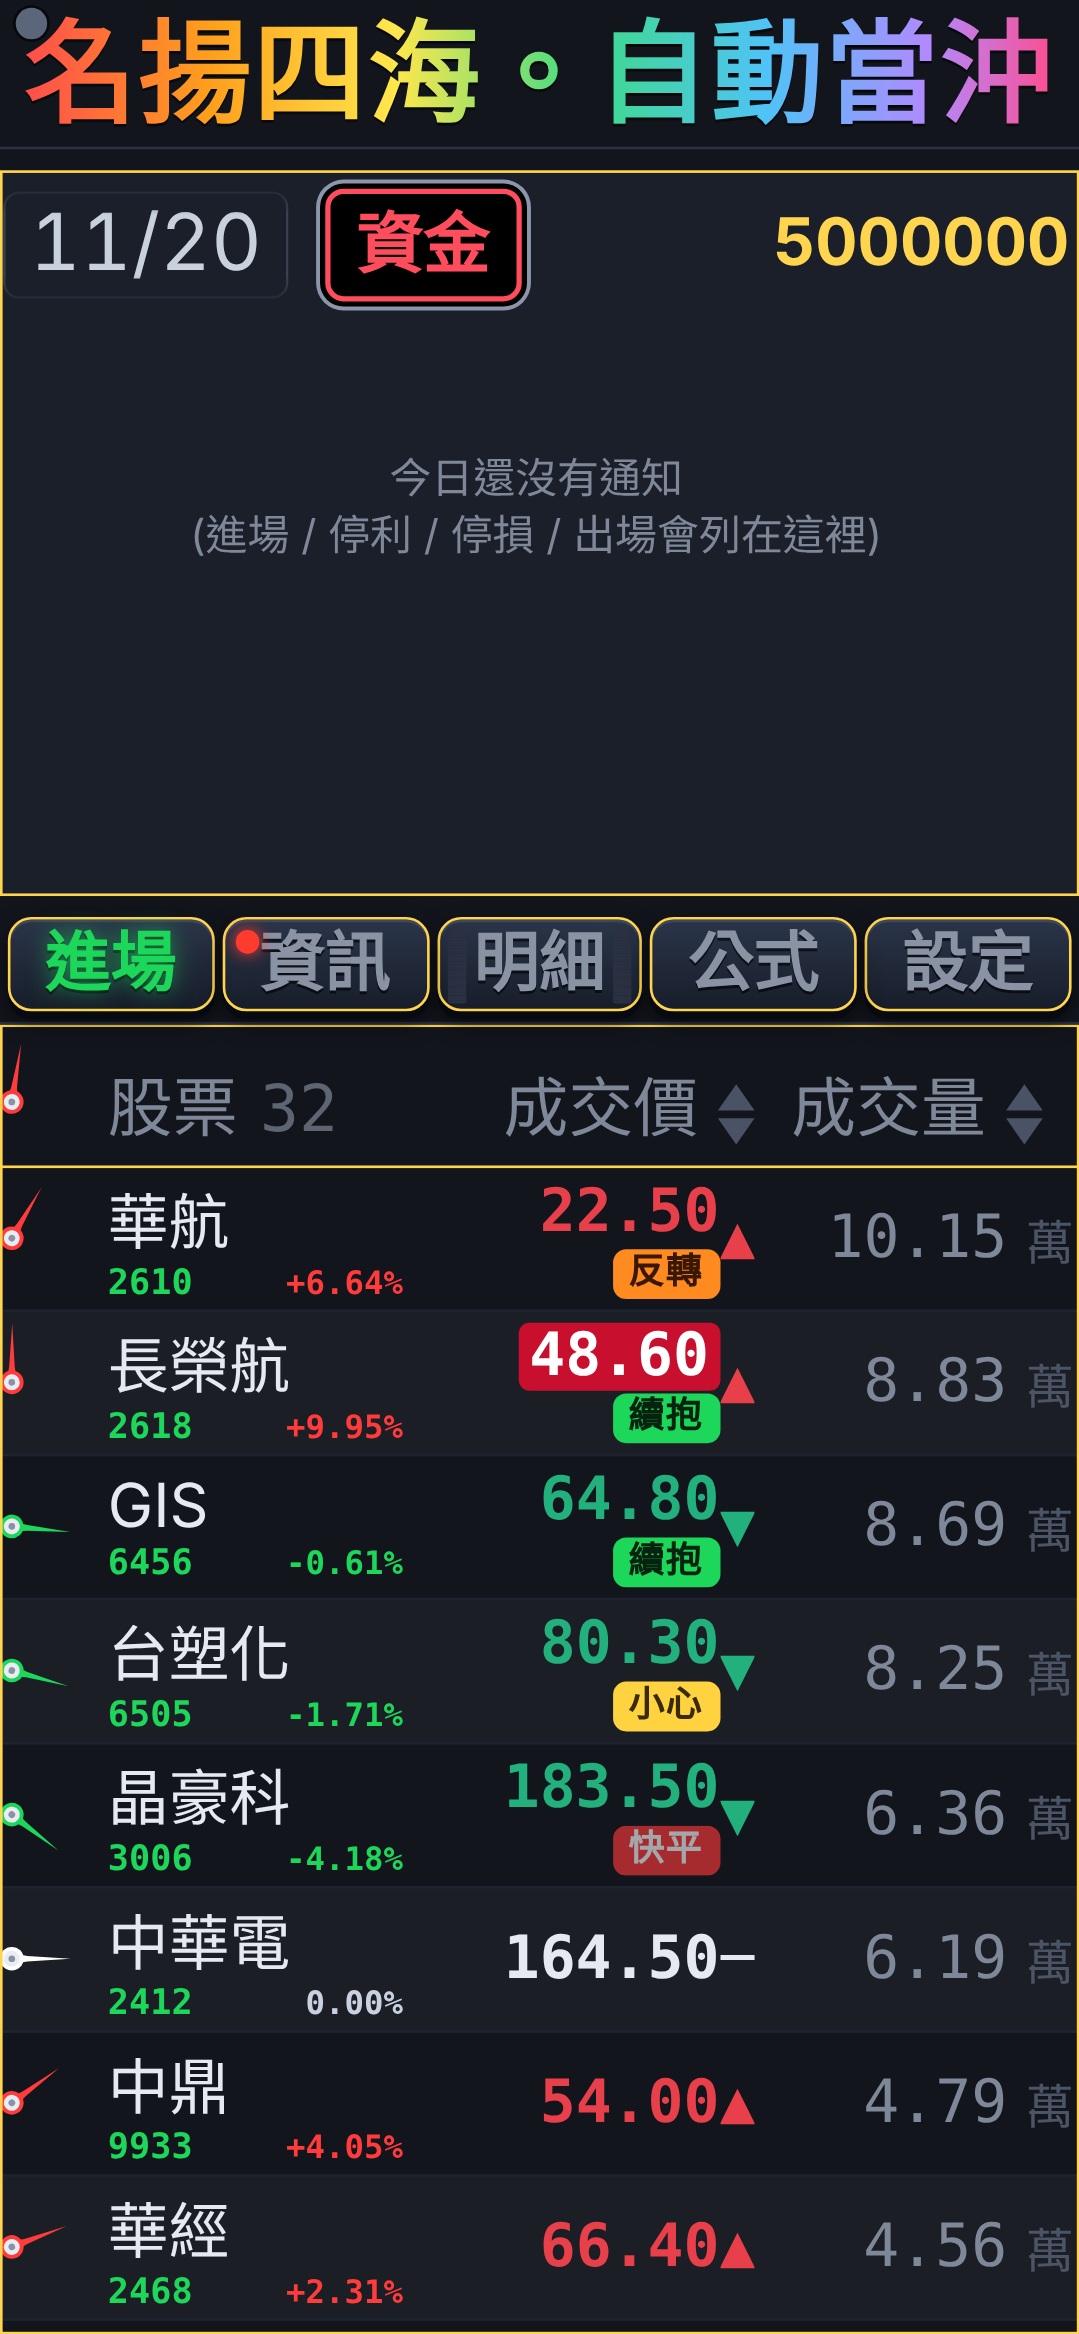 名揚四海。自動當沖
11/20 資金 5000000
今日還沒有通知
(進場 / 停利 / 停損 / 出場會列在這裡)
進場 資訊 明細 公式 設定
股票 32 成交價 成交量
華航 22.50 ▲ 10.15 萬
2610 +6.64% 反轉
長榮航 48.60 ▲ 8.83 萬
2618 +9.95% 續抱
GIS 64.80 ▼ 8.69 萬
6456 -0.61% 續抱
台塑化 80.30 ▼ 8.25 萬
6505 -1.71% 小心
晶豪科 183.50 ▼ 6.36 萬
3006 -4.18% 快平
中華電 164.50 — 6.19 萬
2412 0.00%
中鼎 54.00 ▲ 4.79 萬
9933 +4.05%
華經 66.40 ▲ 4.56 萬
2468 +2.31%